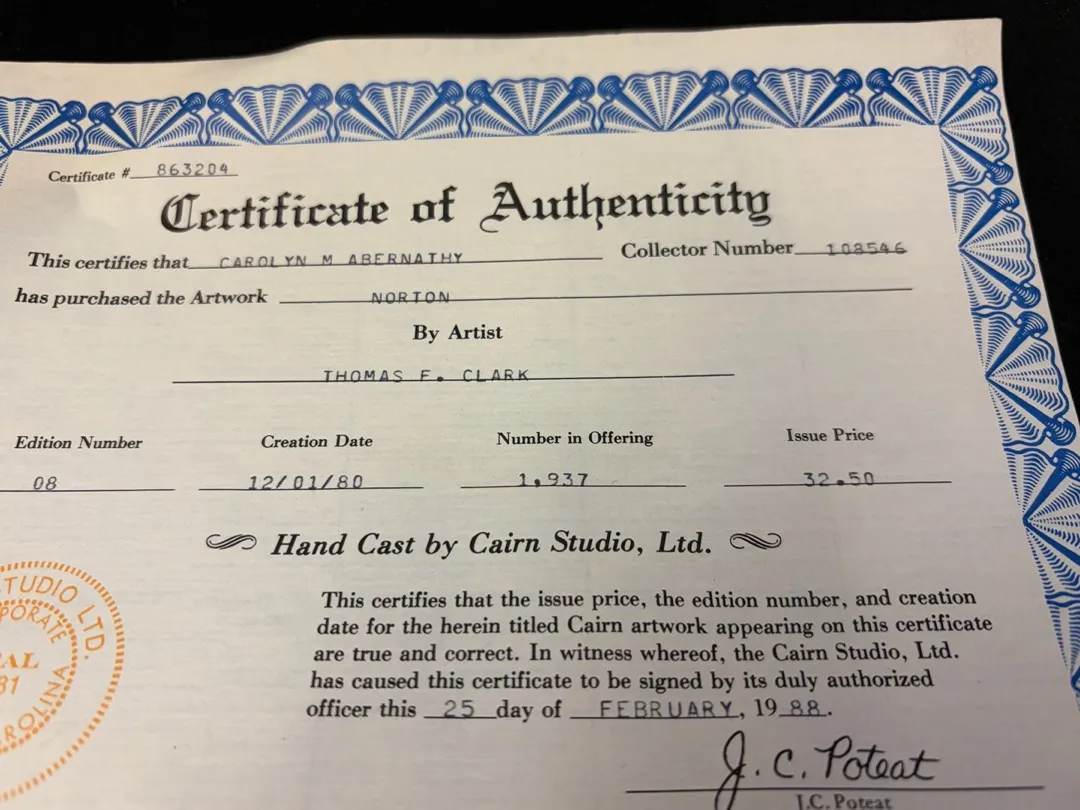 Certificate # 863204
Certificate of Authenticity
This certifies that CAROLYN M ABERNATHY Collector Number 108546
has purchased the Artwork NORTON
By Artist
THOMAS F. CLARK
Edition Number Creation Date Number in Offering Issue Price
08 12/01/80 1,937 32.50
Hand Cast by Cairn Studio, Ltd.
This certifies that the issue price, the edition number, and creation
date for the herein titled Cairn artwork appearing on this certificate
are true and correct. In witness whereof, the Cairn Studio, Ltd.
has caused this certificate to be signed by its duly authorized
officer this 25 day of FEBRUARY, 19 88.
J. C. Poteat
J.C. Poteat
STUDIO LTD.